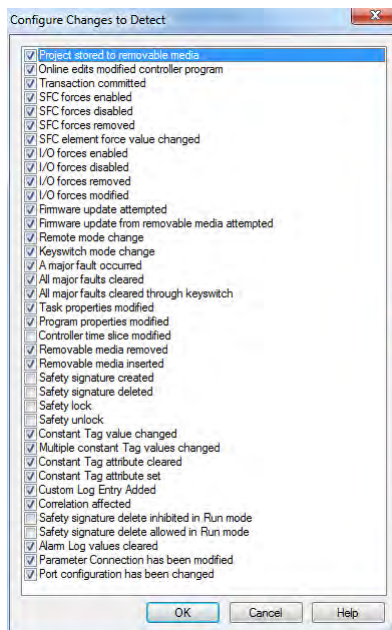 Configure Changes to Detect
Project stored to removable media
Online edits modified controller program
Transaction committed
SFC forces enabled
SFC forces disabled
SFC forces removed
SFC element force value changed
I/O forces enabled
I/O forces disabled
I/O forces removed
I/O forces modified
Firmware update attempted
Firmware update from removable media attempted
Remote mode change
Keyswitch mode change
A major fault occurred
All major faults cleared
All major faults cleared through keyswitch
Task properties modified
Program properties modified
Controller time slice modified
Removable media removed
Removable media inserted
Safety signature created
Safety signature deleted
Safety lock
Safety unlock
Constant Tag value changed
Multiple constant Tag values changed
Constant Tag attribute cleared
Constant Tag attribute set
Custom Log Entry Added
Correlation affected
Safety signature delete inhibited in Run mode
Safety signature delete allowed in Run mode
Alarm Log values cleared
Parameter Connection has been modified
Port configuration has been changed
OK Cancel Help